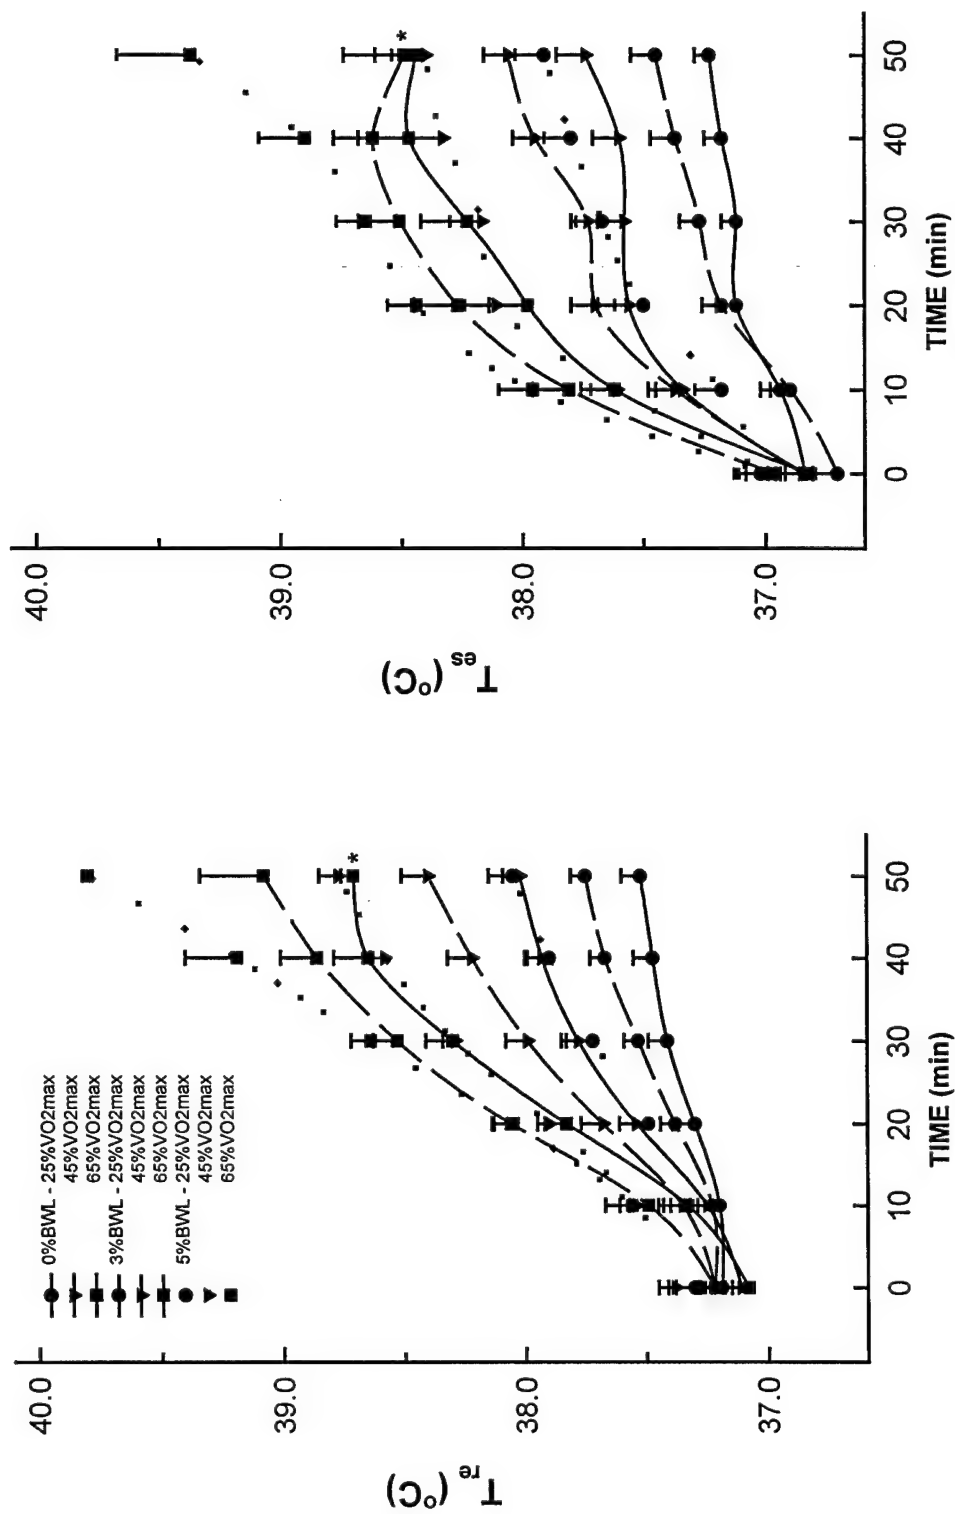 0%BWL - 25%VO2max
45%VO2max
65%VO2max
3%BWL - 25%VO2max
45%VO2max
65%VO2max
5%BWL - 25%VO2max
45%VO2max
65%VO2max
40.0
39.0
38.0
37.0
Tre (°C)
*
0 10 20 30 40 50
TIME (min)
40.0
39.0
38.0
37.0
Tes (°C)
*
0 10 20 30 40 50
TIME (min)